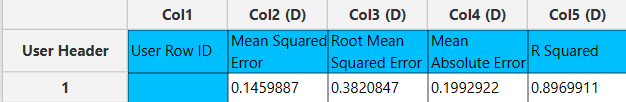 Col1 Col2 (D) Col3 (D) Col4 (D) Col5 (D)
User Header User Row ID Mean Squared Error Root Mean Squared Error Mean Absolute Error R Squared
1 0.1459887 0.3820847 0.1992922 0.8969911